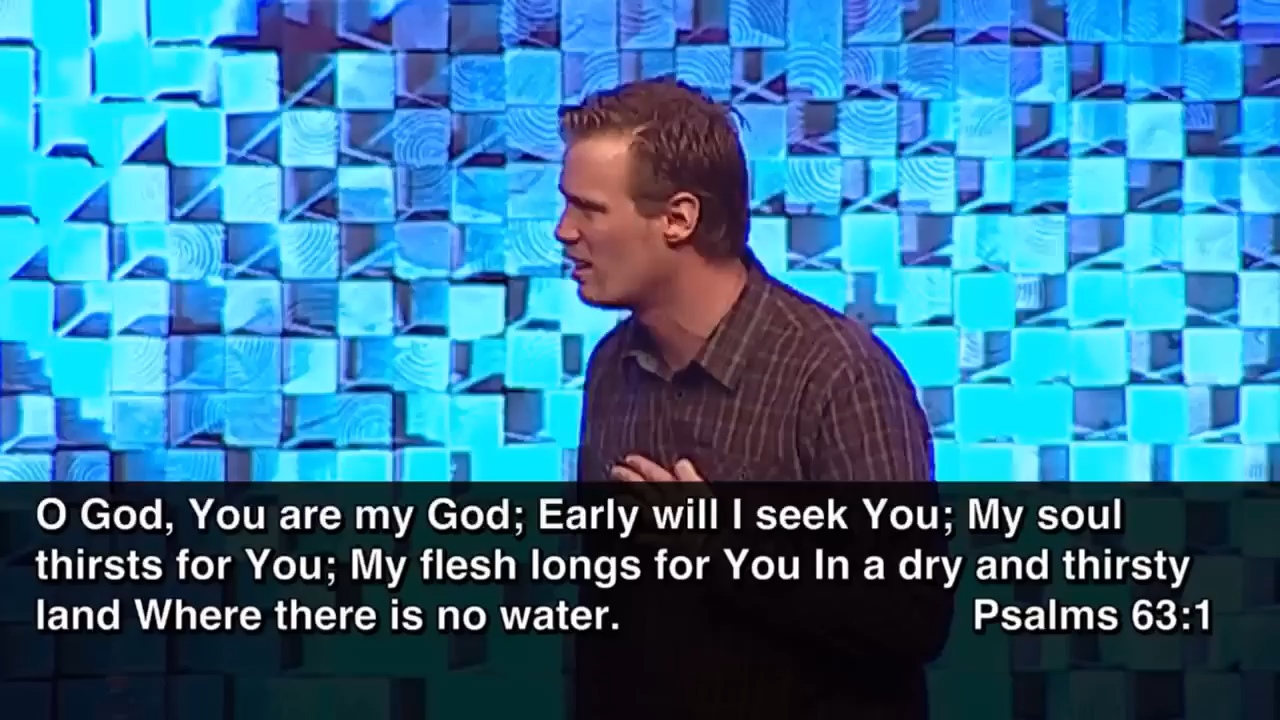 O God, You are my God; Early will I seek You; My soul
thirsts for You; My flesh longs for You In a dry and thirsty
land Where there is no water. Psalms 63:1